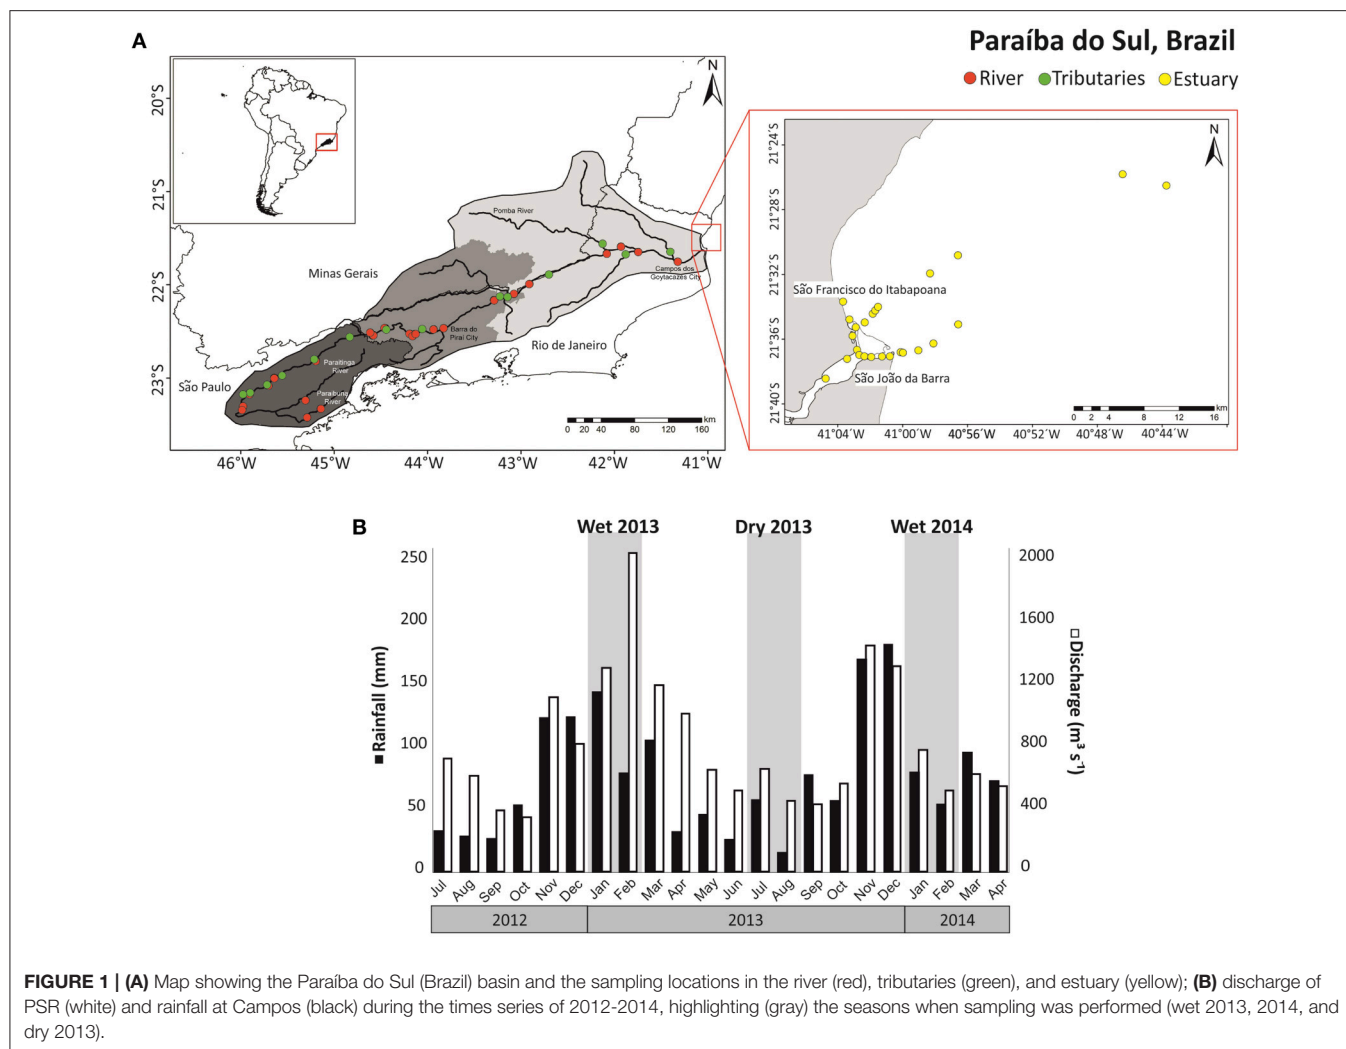 A
Paraíba do Sul, Brazil
River Tributaries Estuary
N
20°S
21°S
22°S
23°S
Pomba River
Minas Gerais
Campos dos
Goytacazes City
Barra do
Piraí City
Rio de Janeiro
Paraitinga
River
São Paulo
Paraibuna
River
km
0 20 40 80 120 160
46°W 45°W 44°W 43°W 42°W 41°W
N
21°24'S
21°28'S
21°32'S
21°36'S
21°40'S
São Francisco do Itabapoana
São João da Barra
km
0 2 4 8 12 16
41°04'W 41°00'W 40°56'W 40°52'W 40°48'W 40°44'W
B
Wet 2013 Dry 2013 Wet 2014
250
200
150
100
50
0
Rainfall (mm)
2000
1600
1200
800
400
0
Discharge (m³ s⁻¹)
Jul Aug Sep Oct Nov Dec Jan Feb Mar Apr May Jun Jul Aug Sep Oct Nov Dec Jan Feb Mar Apr
2012 2013 2014
FIGURE 1 | (A) Map showing the Paraíba do Sul (Brazil) basin and the sampling locations in the river (red), tributaries (green), and estuary (yellow); (B) discharge of
PSR (white) and rainfall at Campos (black) during the times series of 2012-2014, highlighting (gray) the seasons when sampling was performed (wet 2013, 2014, and
dry 2013).